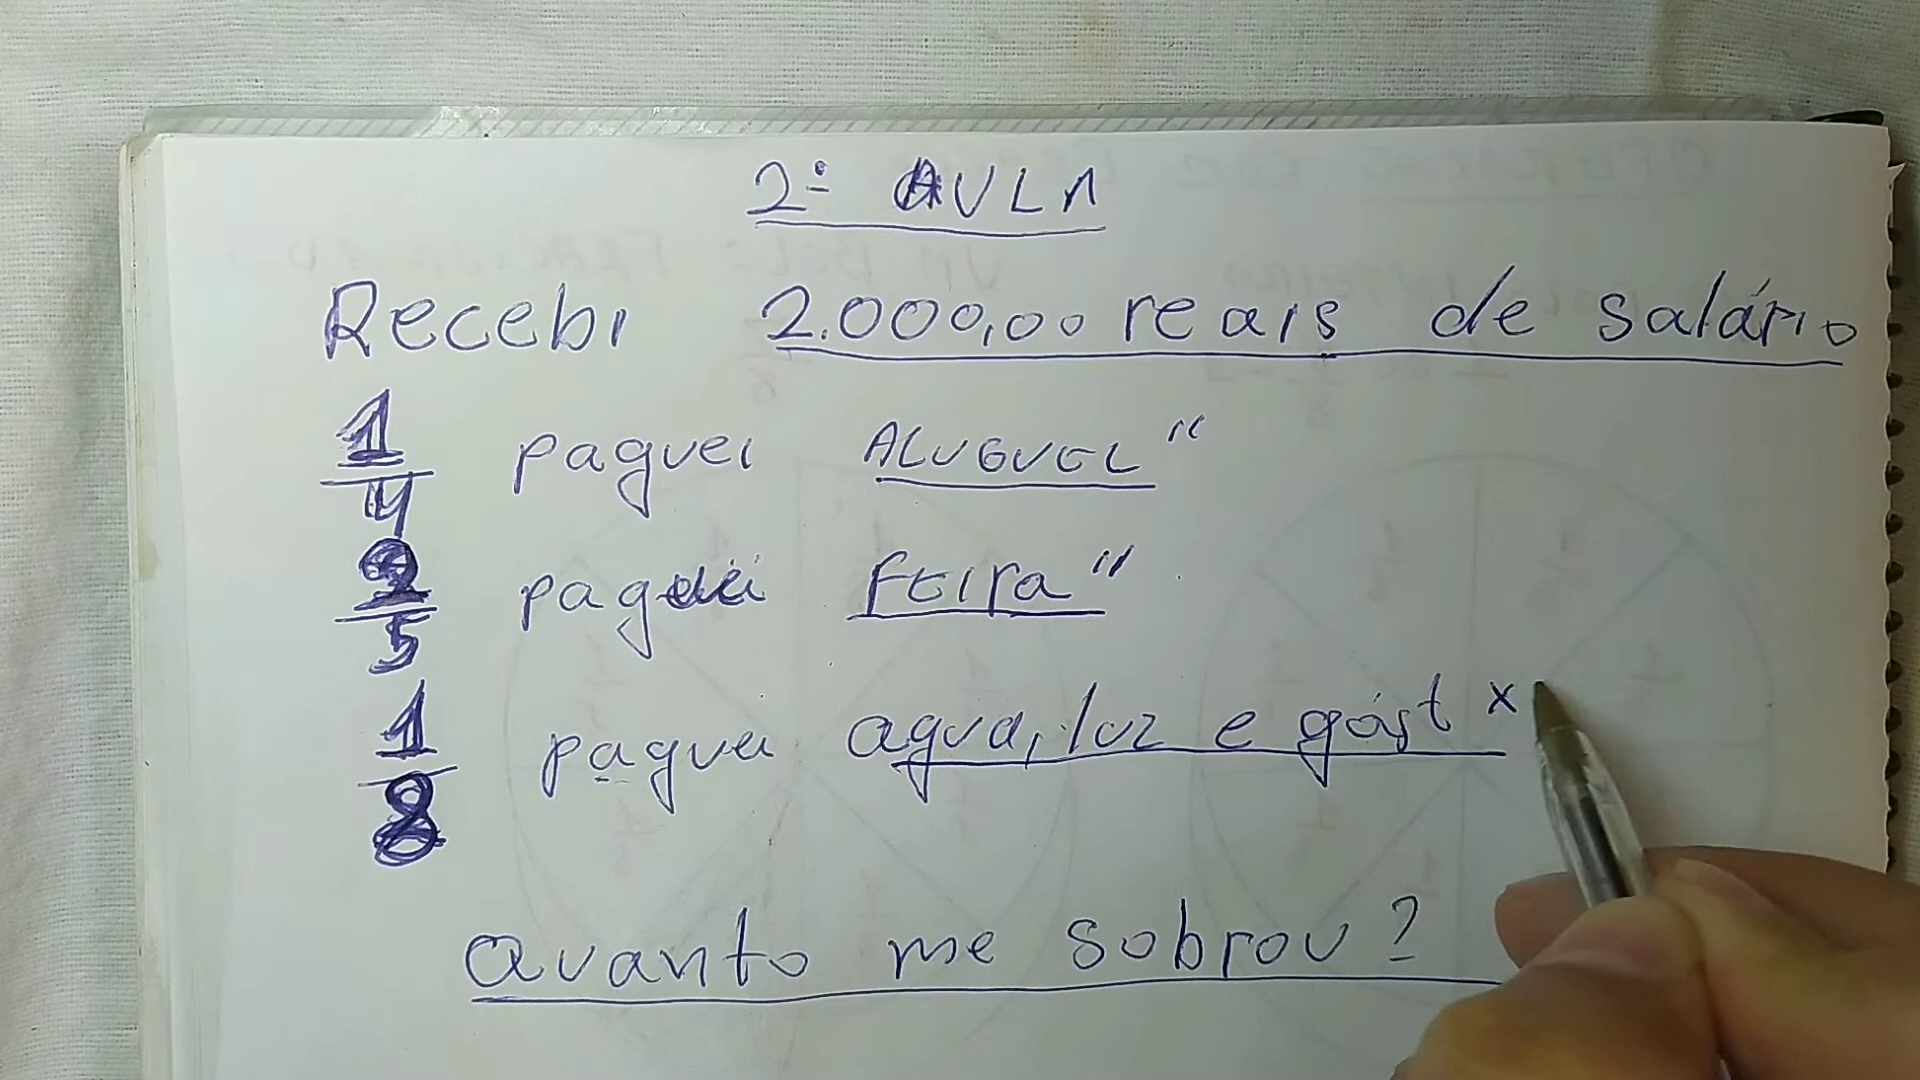 2ª AULA
Recebi 2.000,00 reais de salário
1/4 paguei ALUGUEL "
2/5 paguei FEIRA "
1/8 paguei agua, luz e gást x
Quanto me sobrou?